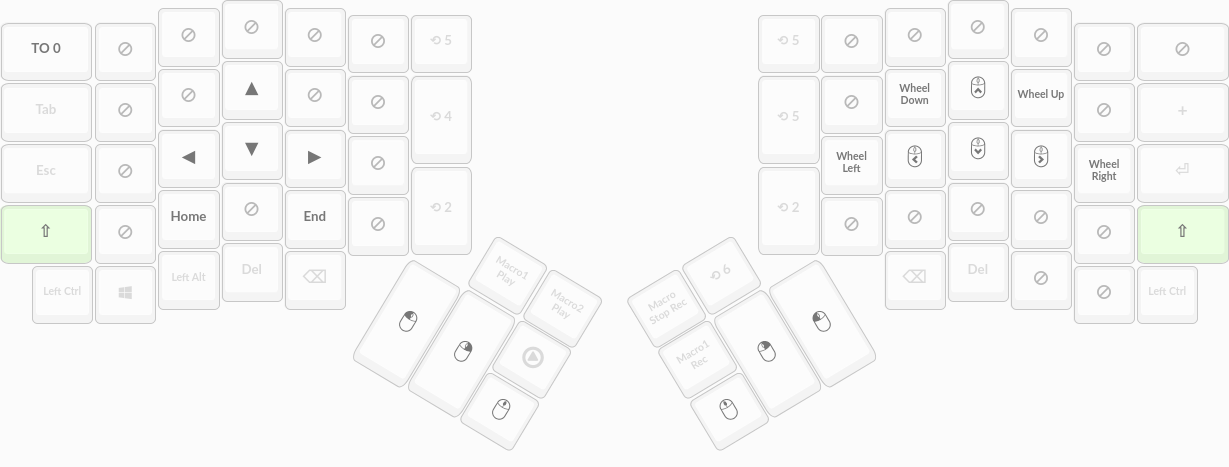 TO 0
5
5
Tab
4
5
Wheel
Down
Wheel Up
+
Esc
Wheel
Left
Wheel
Right
Home
End
2
2
Left Ctrl
Left Alt
Del
Del
Left Ctrl
Macro1
Play
Macro2
Play
Macro
Stop Rec
6
Macro1
Rec